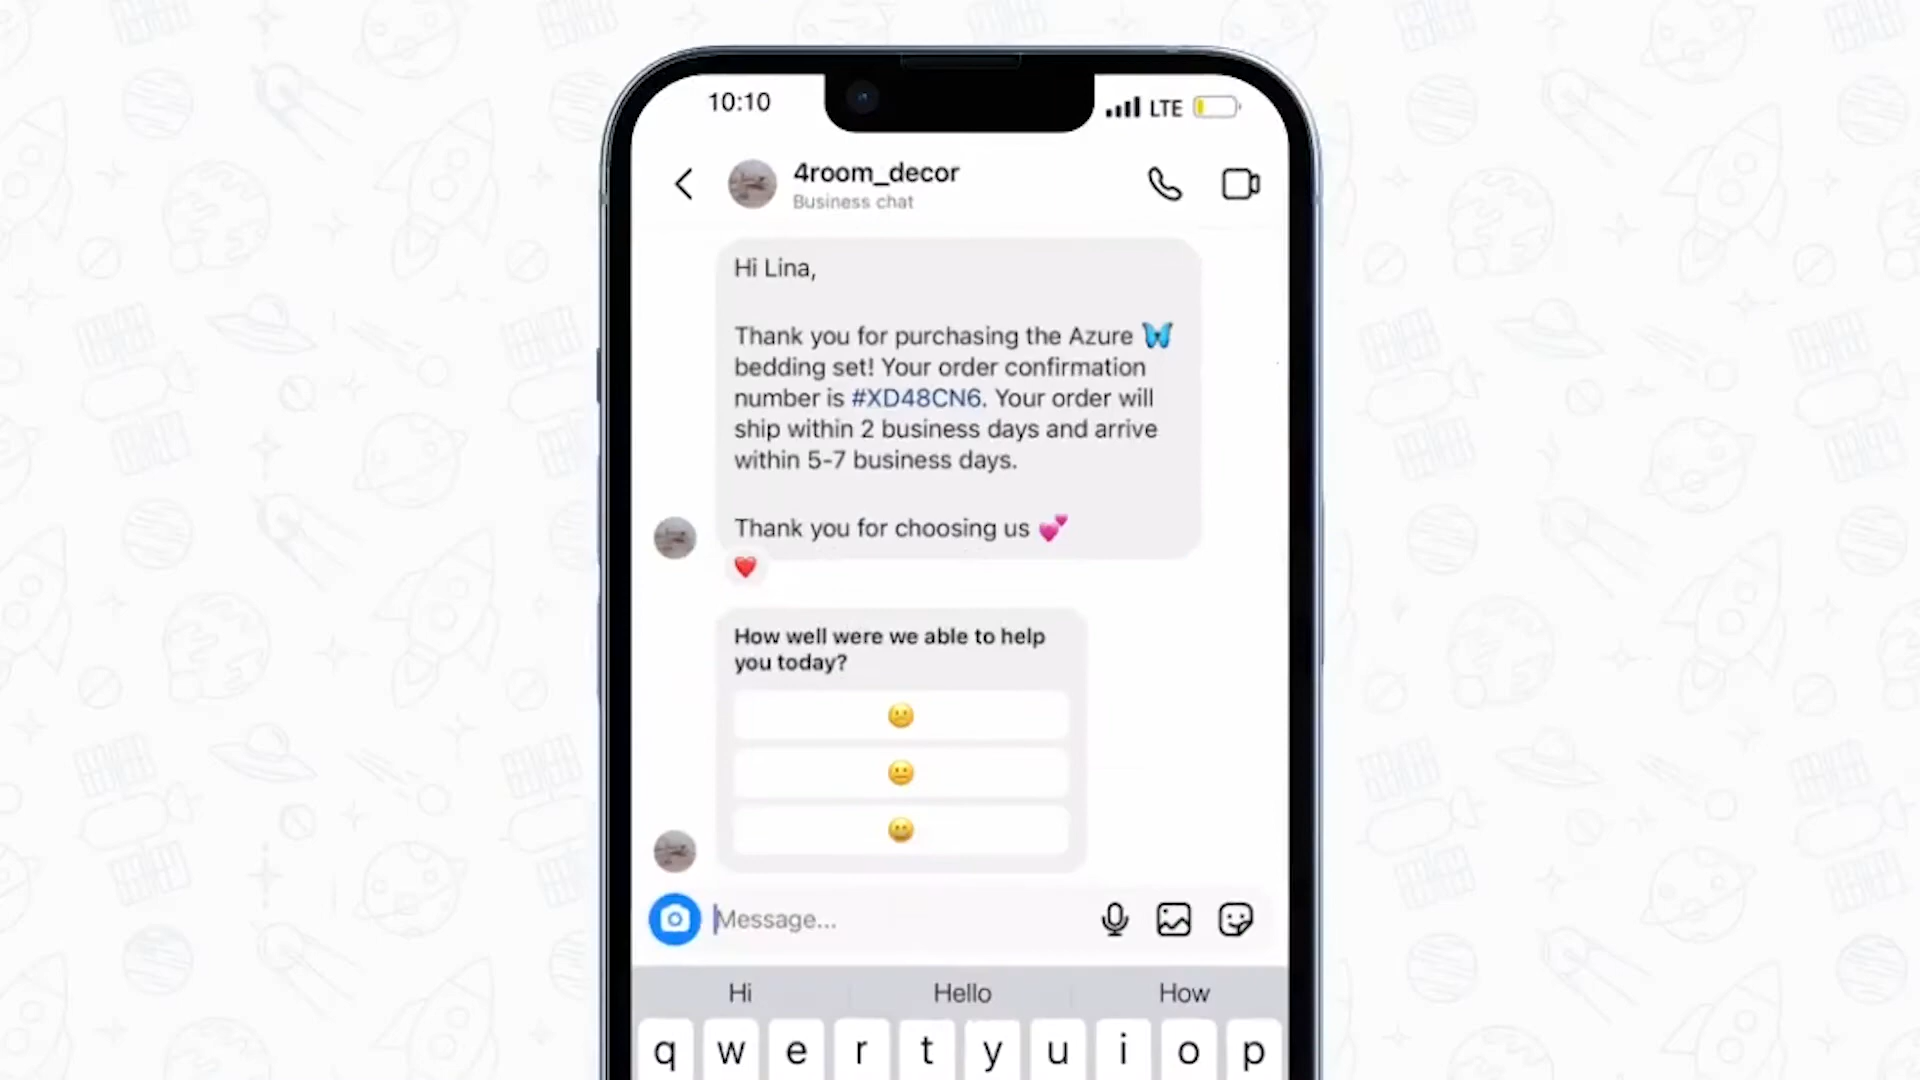 10:10
LTE
4room_decor
Business chat
Hi Lina,
Thank you for purchasing the Azure 🦋
bedding set! Your order confirmation
number is #XD48CN6. Your order will
ship within 2 business days and arrive
within 5-7 business days.
Thank you for choosing us 💕
❤️
How well were we able to help
you today?
🙁
😐
🙂
Message...
Hi Hello How
q w e r t y u i o p